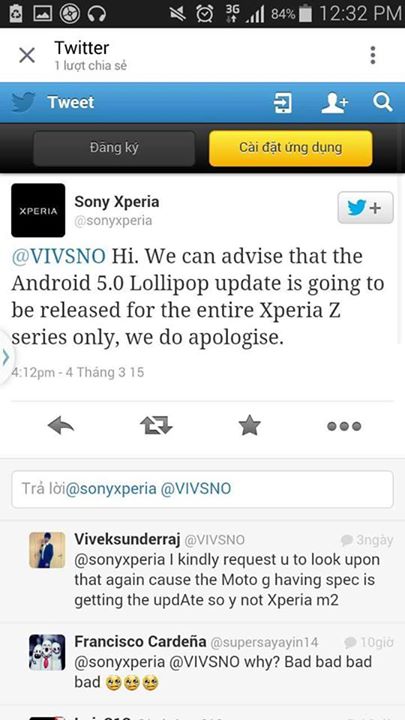 3G 84% 12:32 PM
Twitter
1 lượt chia sẻ
Tweet
Đăng ký Cài đặt ứng dụng
XPERIA
Sony Xperia
@sonyxperia
@VIVSNO Hi. We can advise that the
Android 5.0 Lollipop update is going to
be released for the entire Xperia Z
series only, we do apologise.
4:12pm - 4 Tháng 3 15
Trả lời@sonyxperia @VIVSNO
Viveksunderraj @VIVSNO 3ngày
@sonyxperia I kindly request u to look upon
that again cause the Moto g having spec is
getting the updAte so y not Xperia m2
Francisco Cardeña @supersayayin14 10giờ
@sonyxperia @VIVSNO why? Bad bad bad
bad 😢😢😢